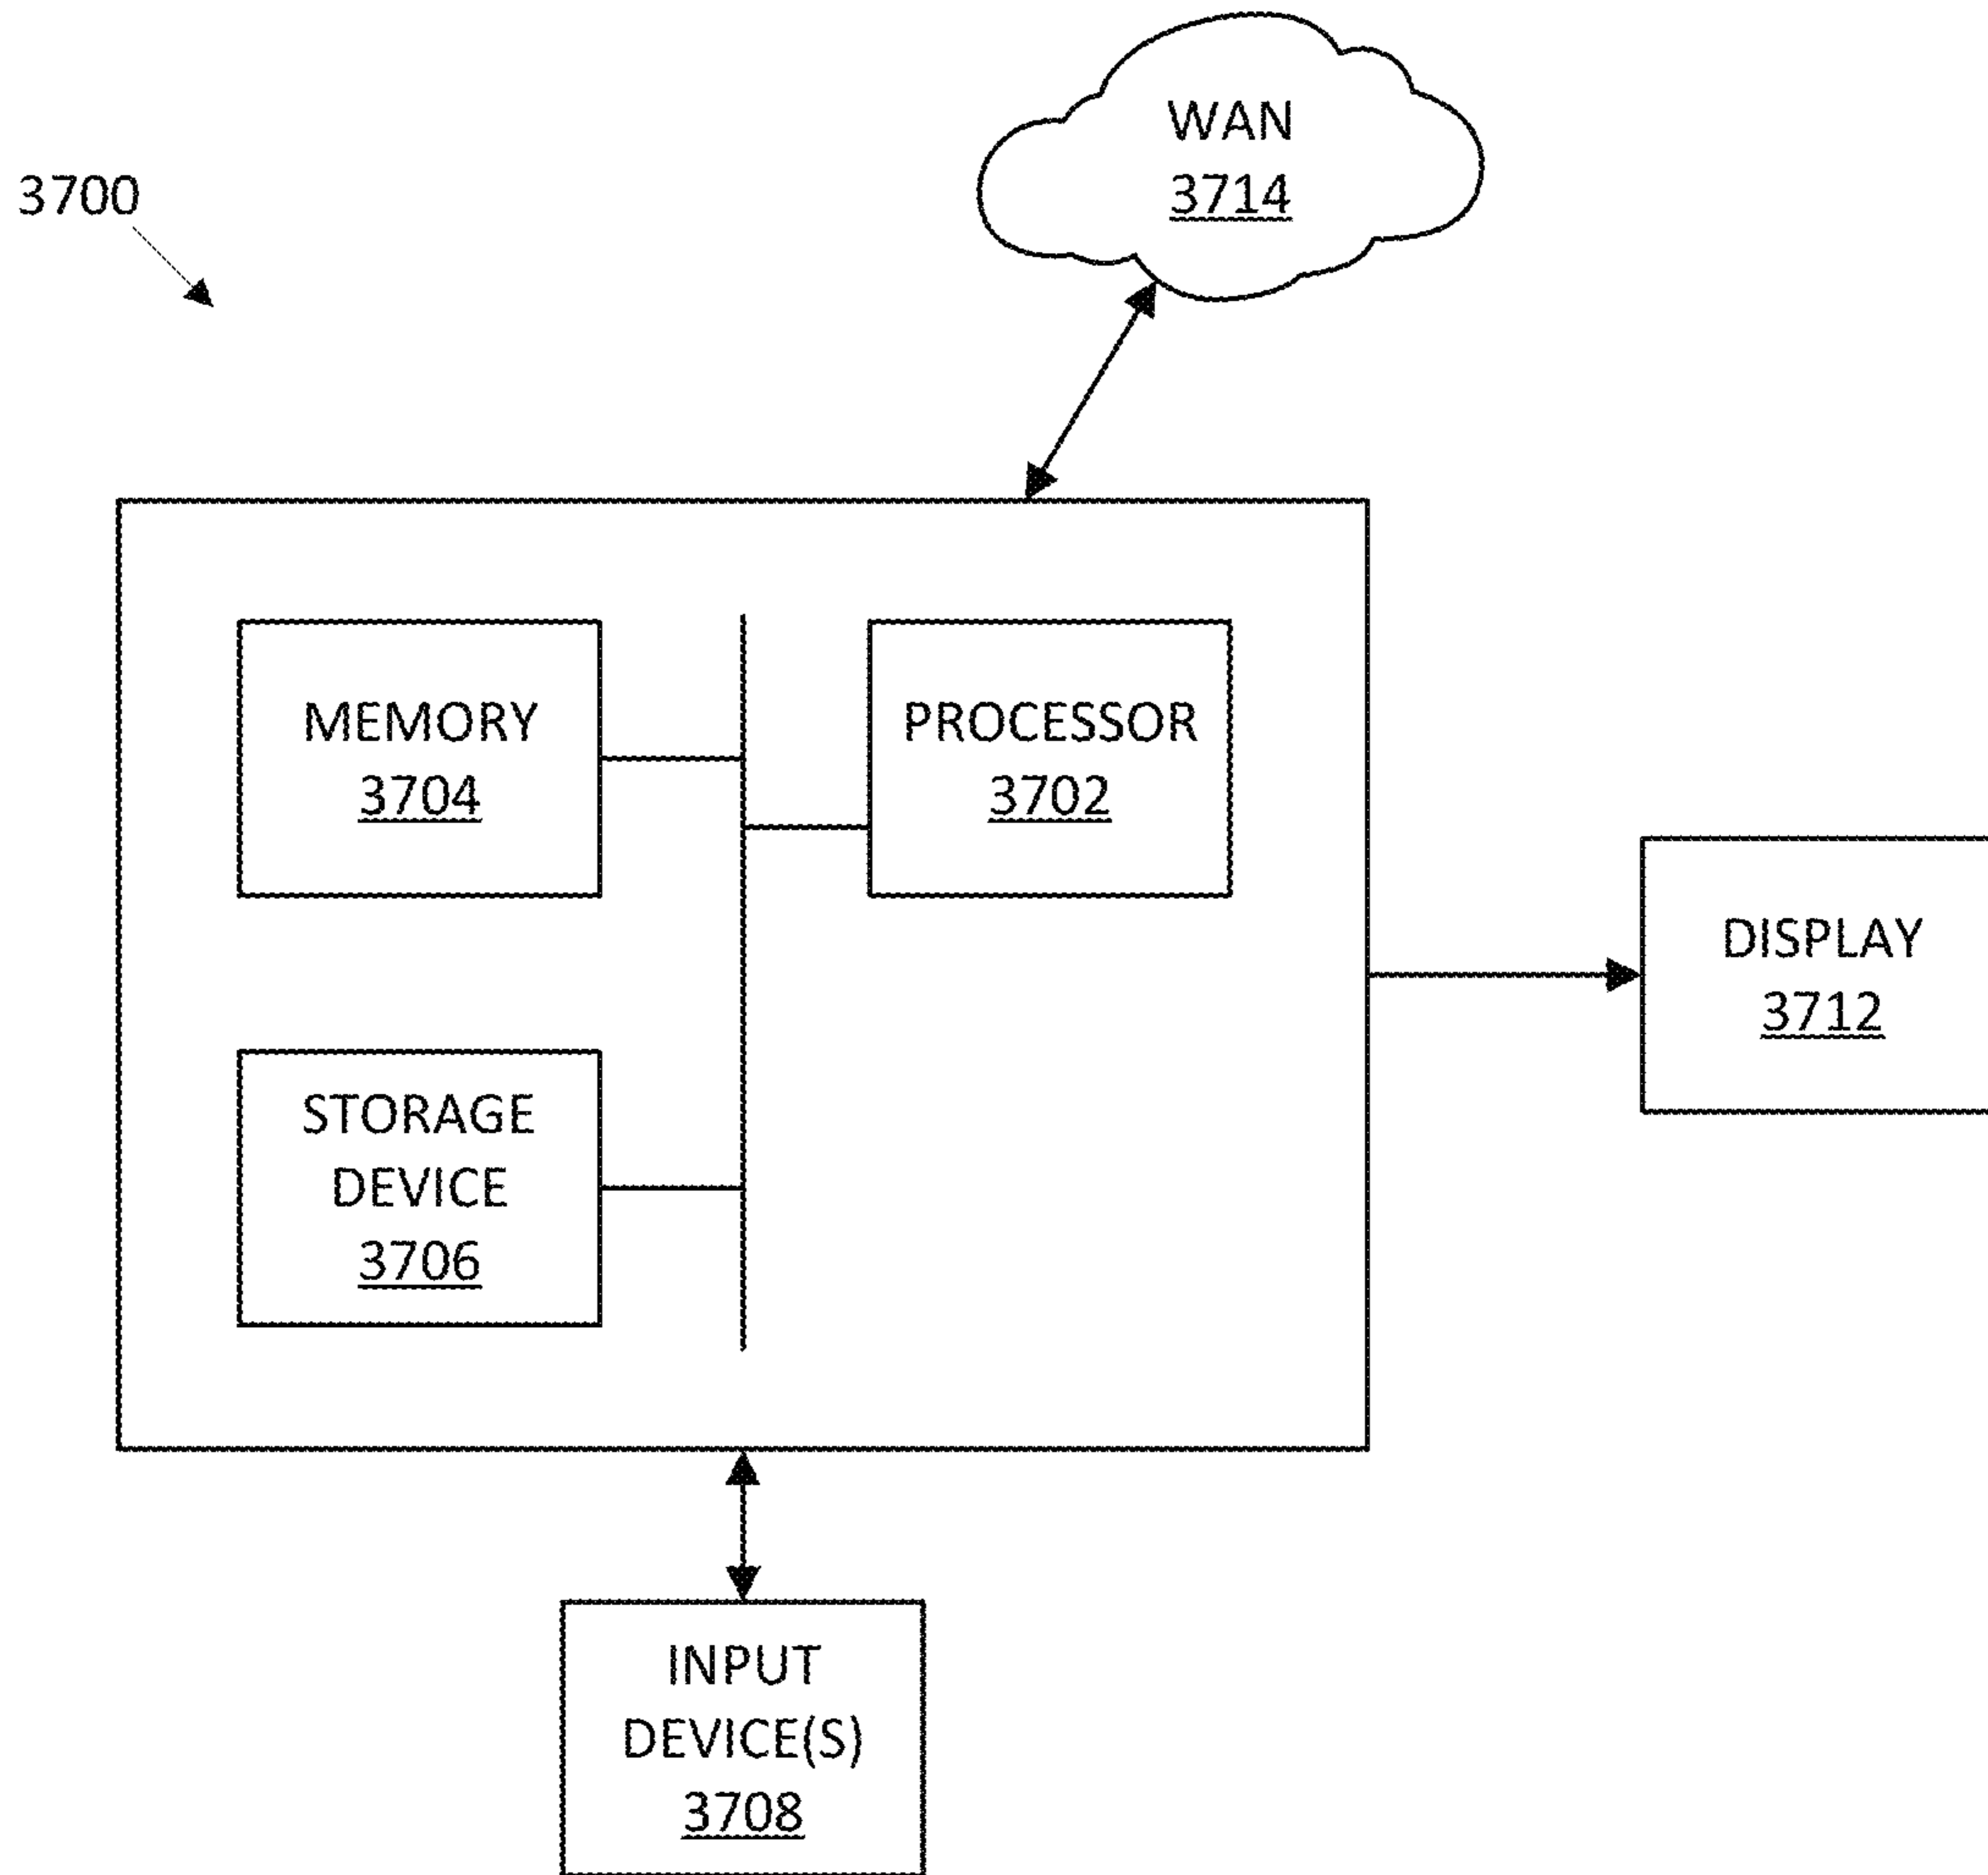 WAN
3714
3700
MEMORY
3704
PROCESSOR
3702
DISPLAY
3712
STORAGE
DEVICE
3706
INPUT
DEVICE(S)
3708